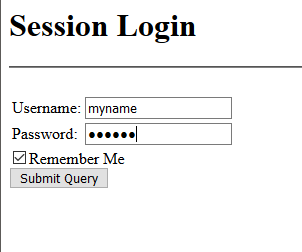 Session Login
Username: myname
Password: ●●●●●●
Remember Me
Submit Query